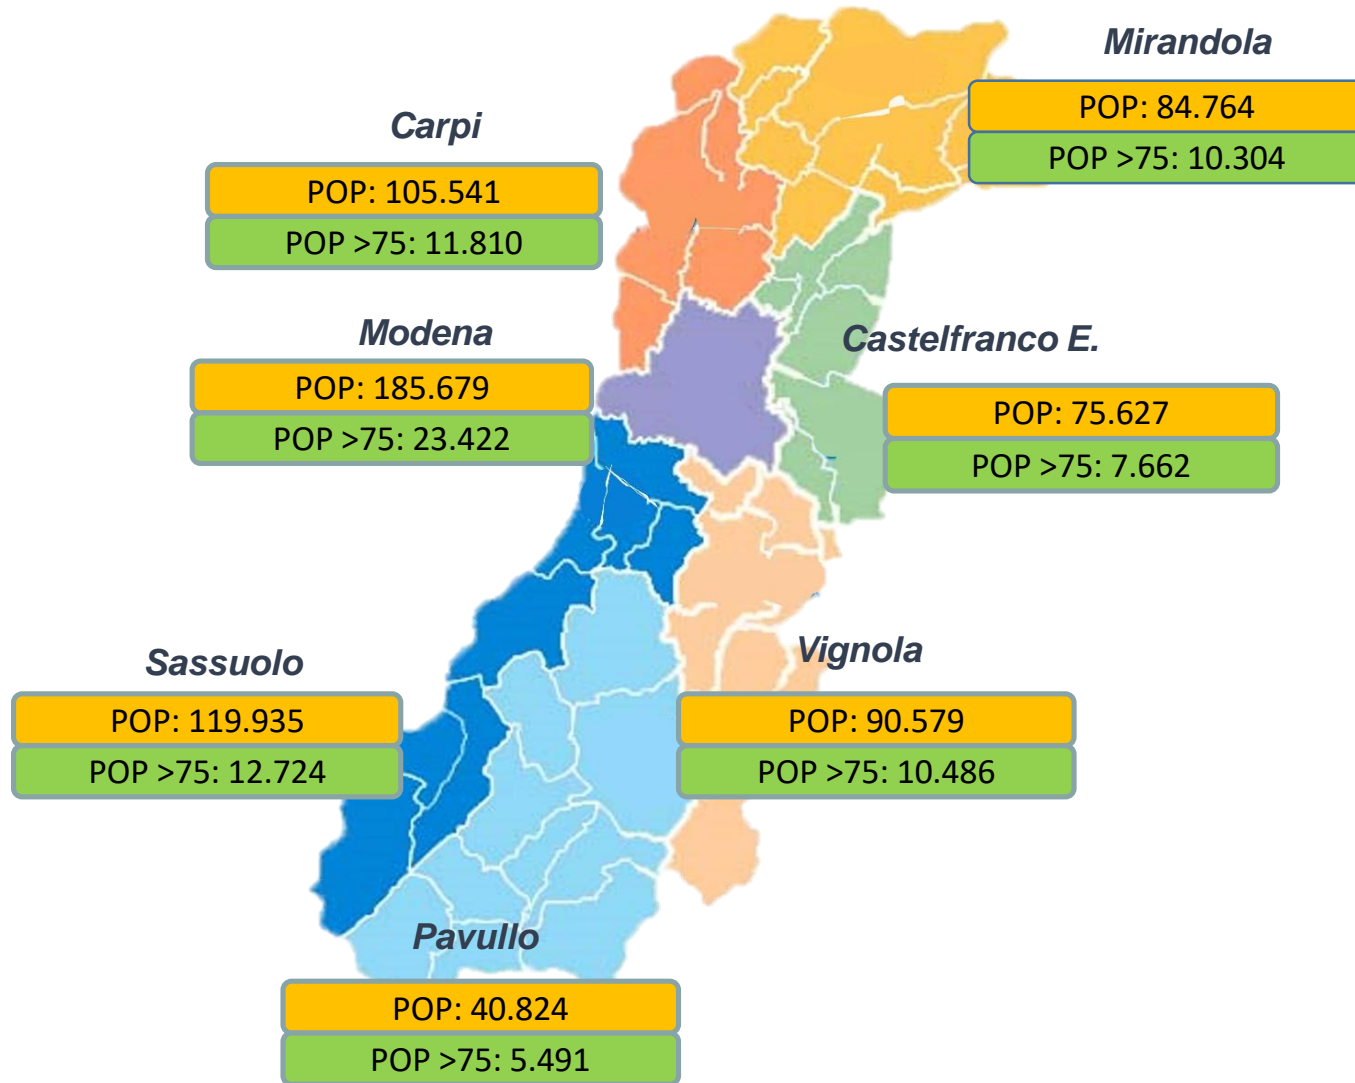 Mirandola
POP: 84.764
POP >75: 10.304
Carpi
POP: 105.541
POP >75: 11.810
Modena
POP: 185.679
POP >75: 23.422
Castelfranco E.
POP: 75.627
POP >75: 7.662
Sassuolo
POP: 119.935
POP >75: 12.724
Vignola
POP: 90.579
POP >75: 10.486
Pavullo
POP: 40.824
POP >75: 5.491